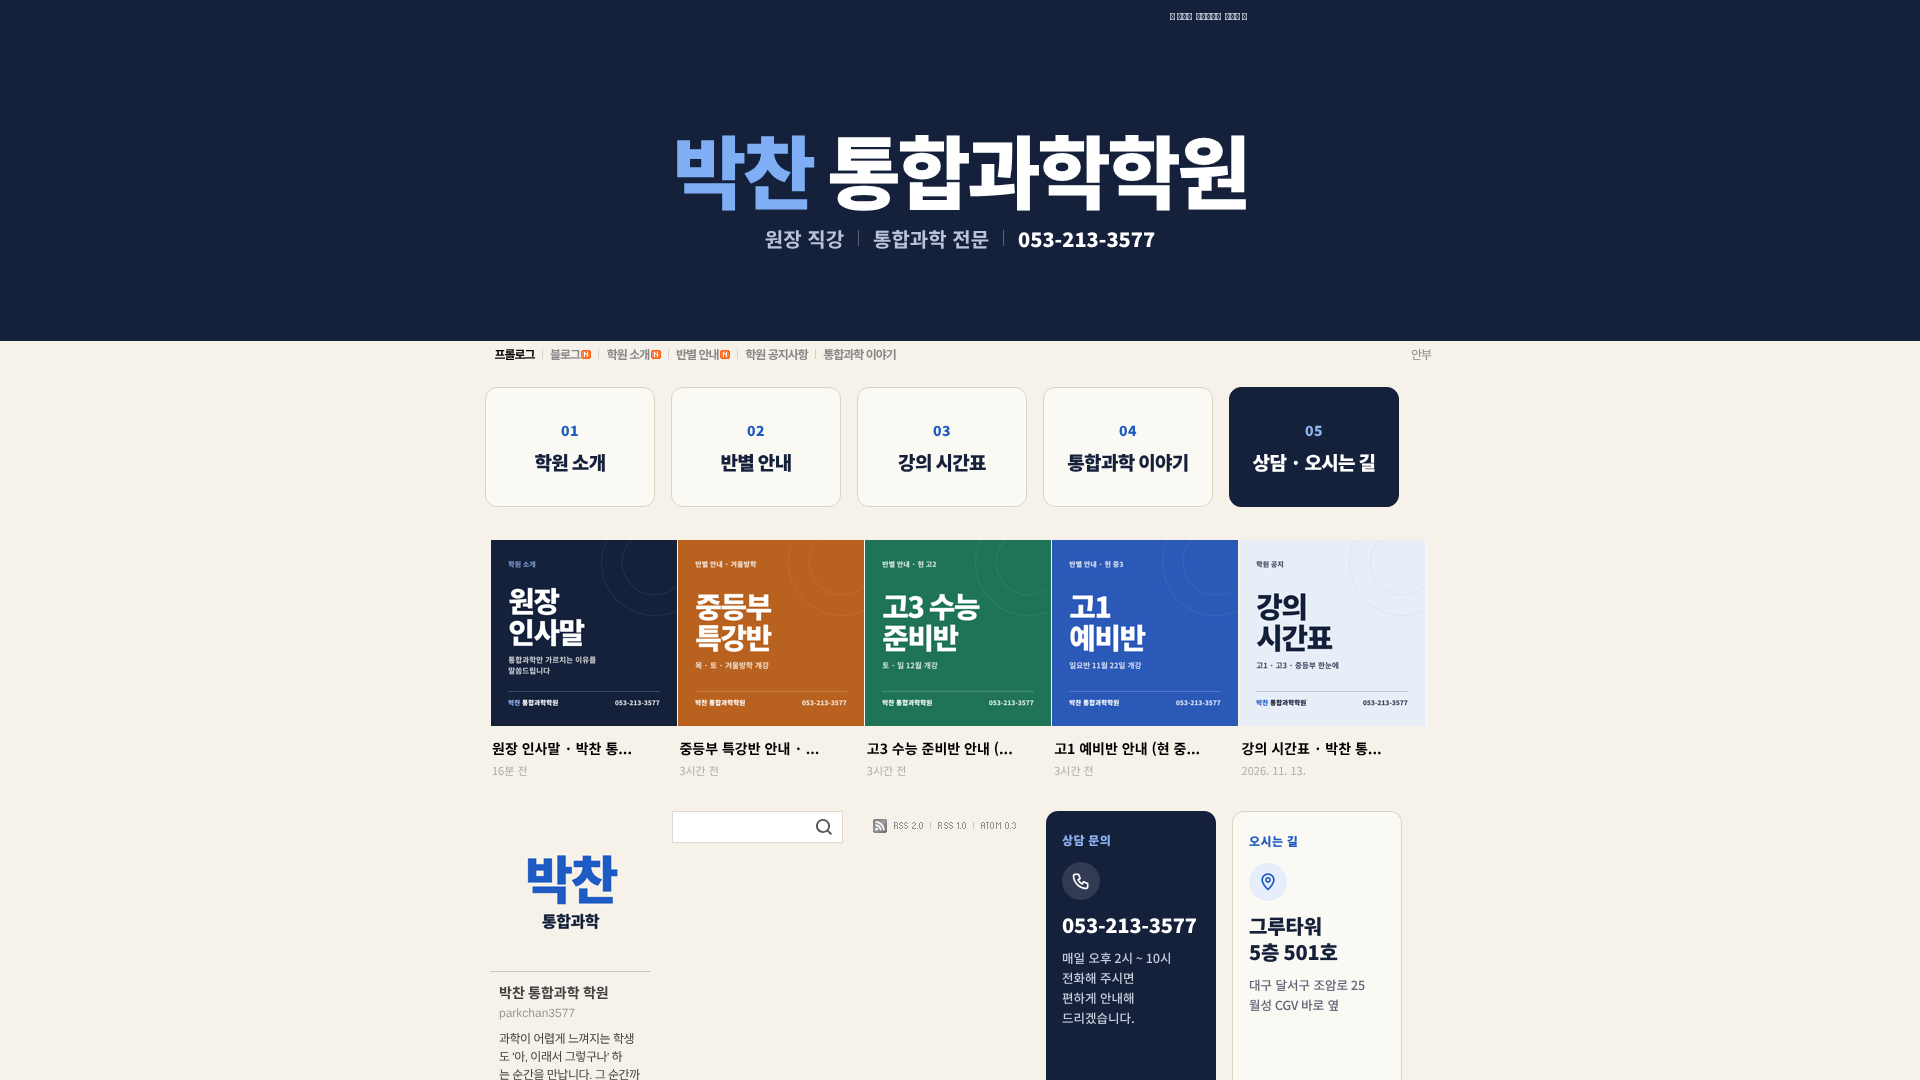 박찬 통합과학학원
원장 직강 통합과학 전문 053-213-3577
프롤로그 블로그 학원 소개 반별 안내 학원 공지사항 통합과학 이야기 안부
01
학원 소개
02
반별 안내
03
강의 시간표
04
통합과학 이야기
05
상담 · 오시는 길
학원 소개
원장
인사말
통합과학만 가르치는 이유를
말씀드립니다
박찬 통합과학학원 053-213-3577
반별 안내 · 겨울방학
중등부
특강반
목 · 토 · 겨울방학 개강
박찬 통합과학학원 053-213-3577
반별 안내 · 현 고2
고3 수능
준비반
토 · 일 12월 개강
박찬 통합과학학원 053-213-3577
반별 안내 · 현 중3
고1
예비반
일요반 11월 22일 개강
박찬 통합과학학원 053-213-3577
학원 공지
강의
시간표
고1 · 고3 · 중등부 한눈에
박찬 통합과학학원 053-213-3577
원장 인사말 · 박찬 통...
16분 전
중등부 특강반 안내 · ...
3시간 전
고3 수능 준비반 안내 (...
3시간 전
고1 예비반 안내 (현 중...
3시간 전
강의 시간표 · 박찬 통...
2026. 11. 13.
박찬
통합과학
박찬 통합과학 학원
parkchan3577
과학이 어렵게 느껴지는 학생
도 '아, 이래서 그렇구나' 하
는 순간을 만납니다. 그 순간까
RSS 2.0 RSS 1.0 ATOM 0.3
상담 문의
053-213-3577
매일 오후 2시 ~ 10시
전화해 주시면
편하게 안내해
드리겠습니다.
오시는 길
그루타워
5층 501호
대구 달서구 조암로 25
월성 CGV 바로 옆